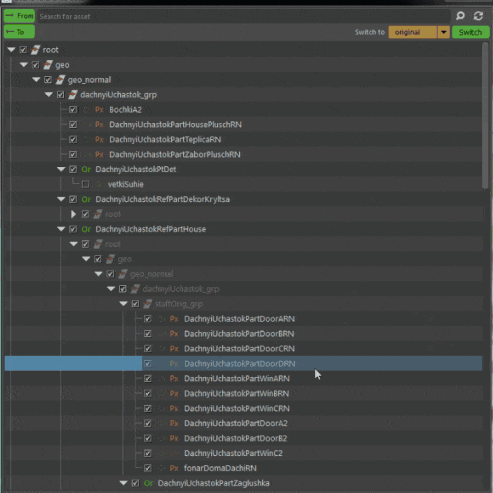 From Search for asset
To Switch to original Switch
root
geo
geo_normal
dachnyiUchastok_grp
Px BochkiA2
Px DachnyiUchastokPartHousePluschRN
Px DachnyiUchastokPartTeplicaRN
Px DachnyiUchastokPartZaborPluschRN
Or DachnyiUchastokPtDet
vetkiSuhie
Or DachnyiUchastokRefPartDekorKryltsa
root
Or DachnyiUchastokRefPartHouse
root
geo
geo_normal
dachnyiUchastok_grp
stuffOrig_grp
Px DachnyiUchastokPartDoorARN
Px DachnyiUchastokPartDoorBRN
Px DachnyiUchastokPartDoorCRN
Px DachnyiUchastokPartDoorDRN
Px DachnyiUchastokPartWinARN
Px DachnyiUchastokPartWinBRN
Px DachnyiUchastokPartWinCRN
Px DachnyiUchastokPartDoorA2
Px DachnyiUchastokPartDoorB2
DachnyiUchastokPartWinC2
Px fonarDomaDachiRN
Or DachnyiUchastokPartZaglushka